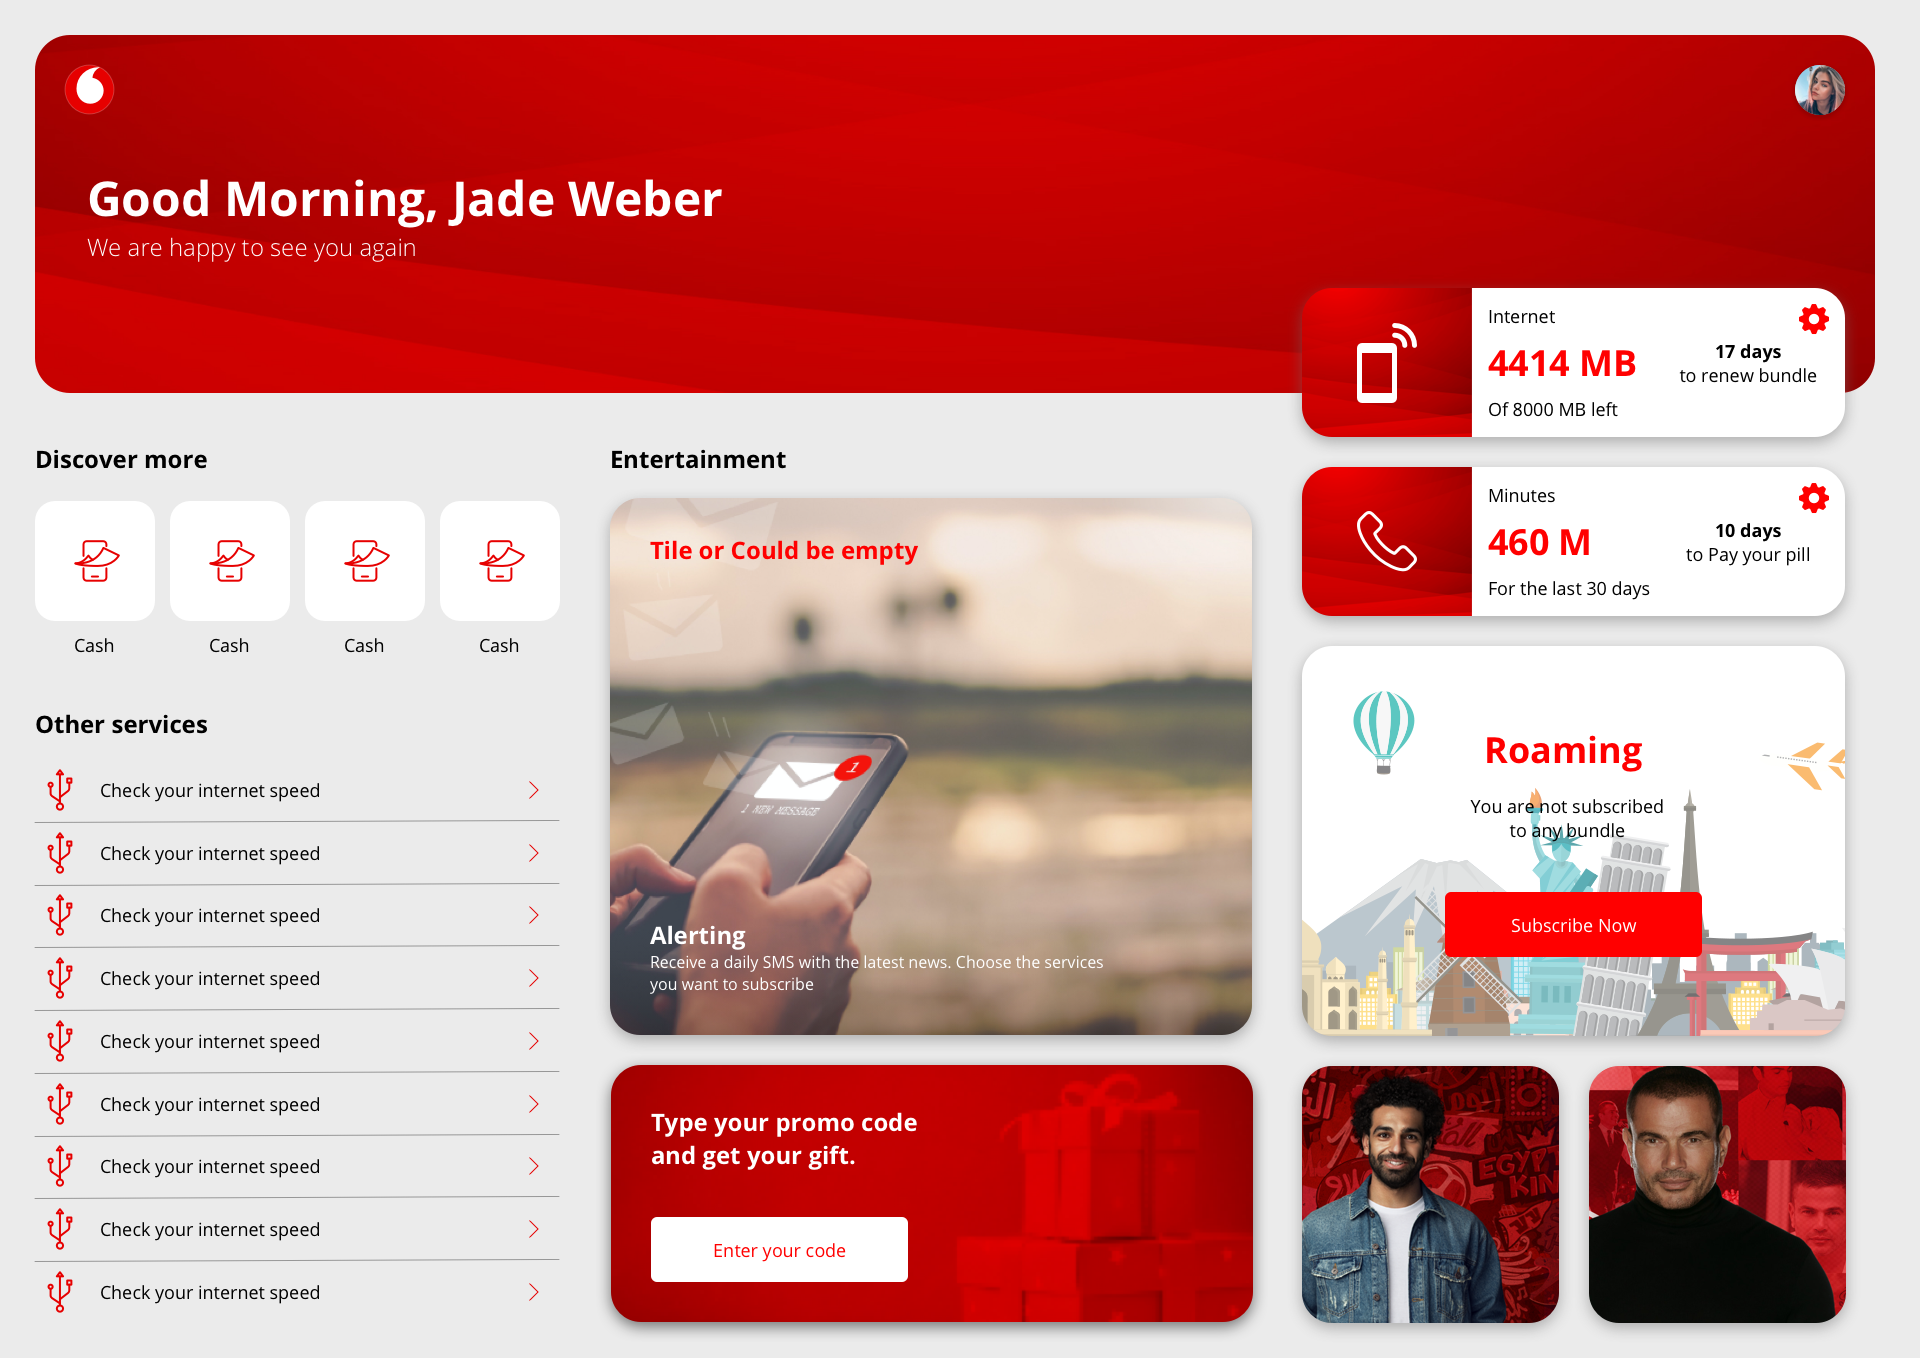 Good Morning, Jade Weber
We are happy to see you again
Internet
4414 MB
Of 8000 MB left
17 days
to renew bundle
Minutes
460 M
For the last 30 days
10 days
to Pay your pill
Discover more
Cash
Cash
Cash
Cash
Other services
Check your internet speed
Check your internet speed
Check your internet speed
Check your internet speed
Check your internet speed
Check your internet speed
Check your internet speed
Check your internet speed
Check your internet speed
Entertainment
Tile or Could be empty
1
1 NEW MESSAGE
Alerting
Receive a daily SMS with the latest news. Choose the services
you want to subscribe
Type your promo code
and get your gift.
Enter your code
Roaming
You are not subscribed
to any bundle
Subscribe Now
EGYPT
KIN